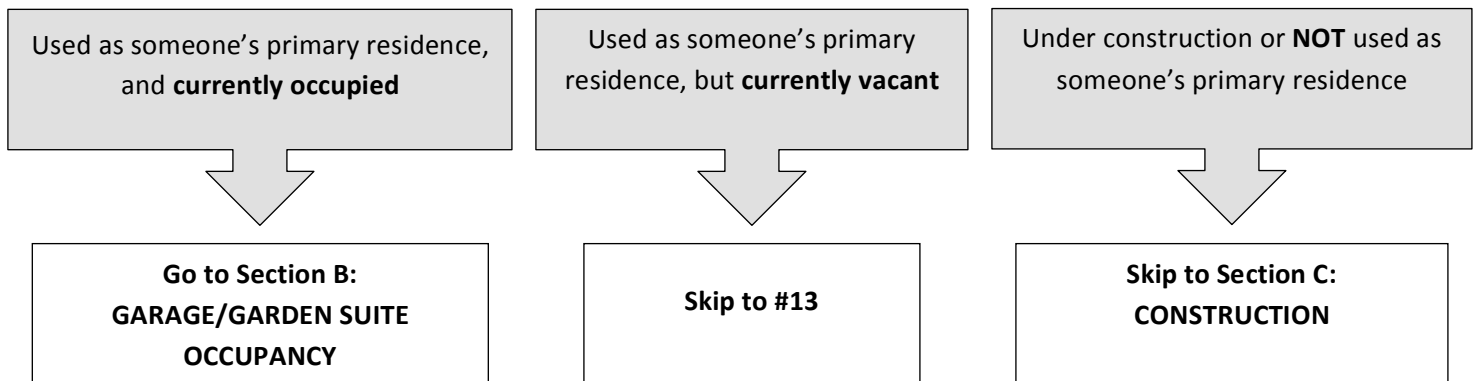 Used as someone’s primary residence,
and currently occupied
Used as someone’s primary
residence, but currently vacant
Under construction or NOT used as
someone’s primary residence
Go to Section B:
GARAGE/GARDEN SUITE
OCCUPANCY
Skip to #13
Skip to Section C:
CONSTRUCTION